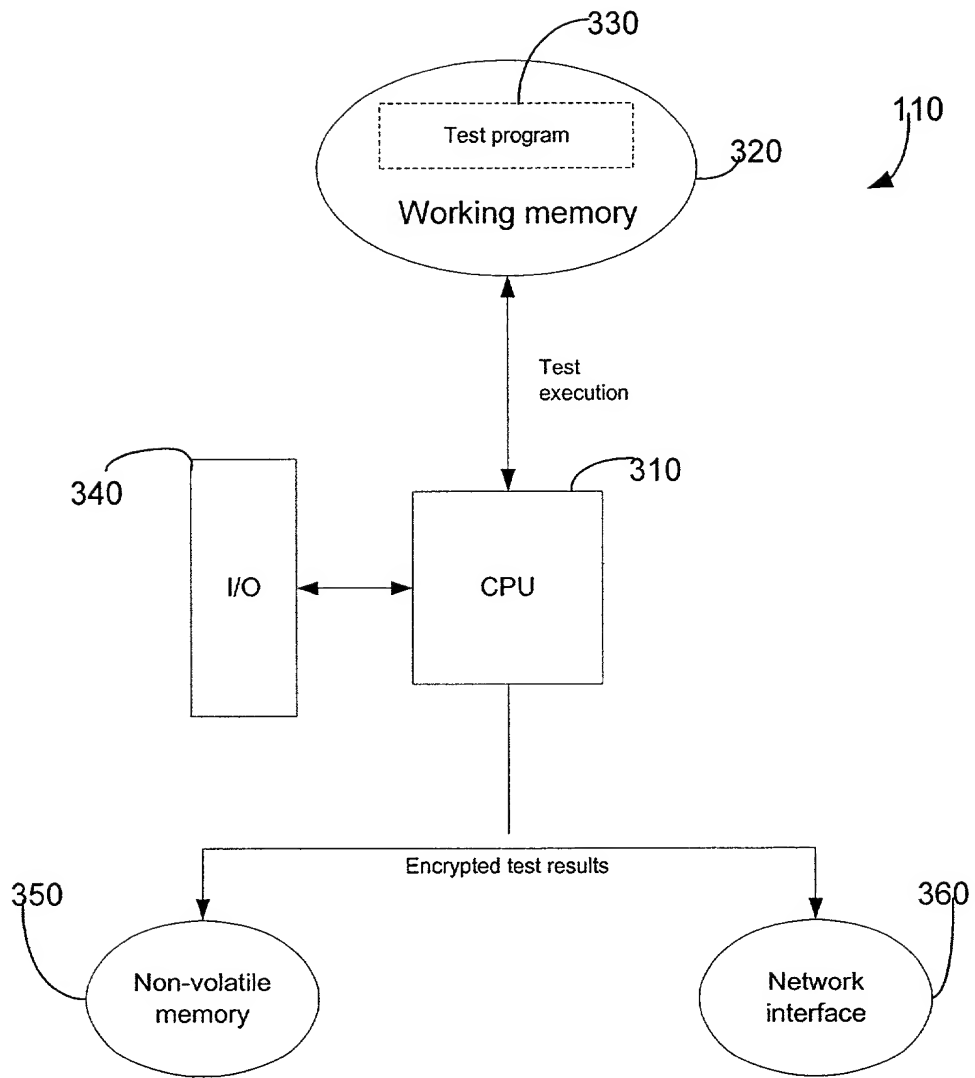 330
110
Test program
320
Working memory
Test
execution
310
340
I/O
CPU
Encrypted test results
350
360
Non-volatile
memory
Network
interface